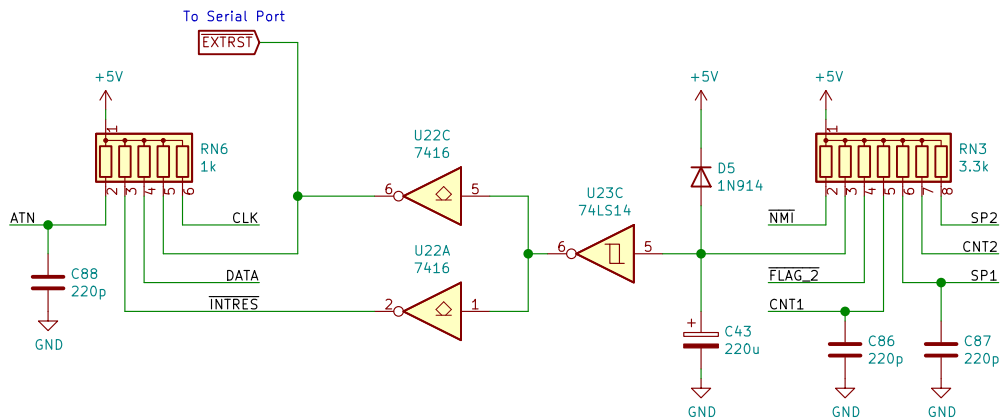 To Serial Port
EXTRST
+5V
+5V
+5V
1
RN6
1k
2
3
4
5
6
U22C
7416
6
5
U23C
74LS14
6
5
D5
1N914
1
RN3
3.3k
2
3
4
5
6
7
8
ATN
CLK
NMI
SP2
CNT2
U22A
7416
C88
220p
DATA
FLAG_2
SP1
INTRES
2
1
CNT1
GND
C43
220u
+
C86
220p
C87
220p
GND
GND
GND